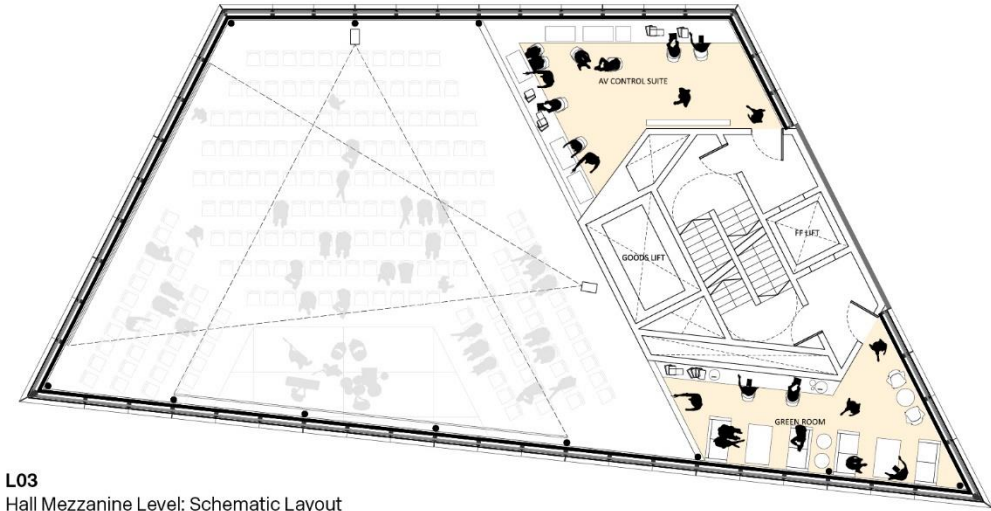 AV CONTROL SUITE
GOODS LIFT
FF LIFT
GREEN ROOM
L03
Hall Mezzanine Level: Schematic Layout